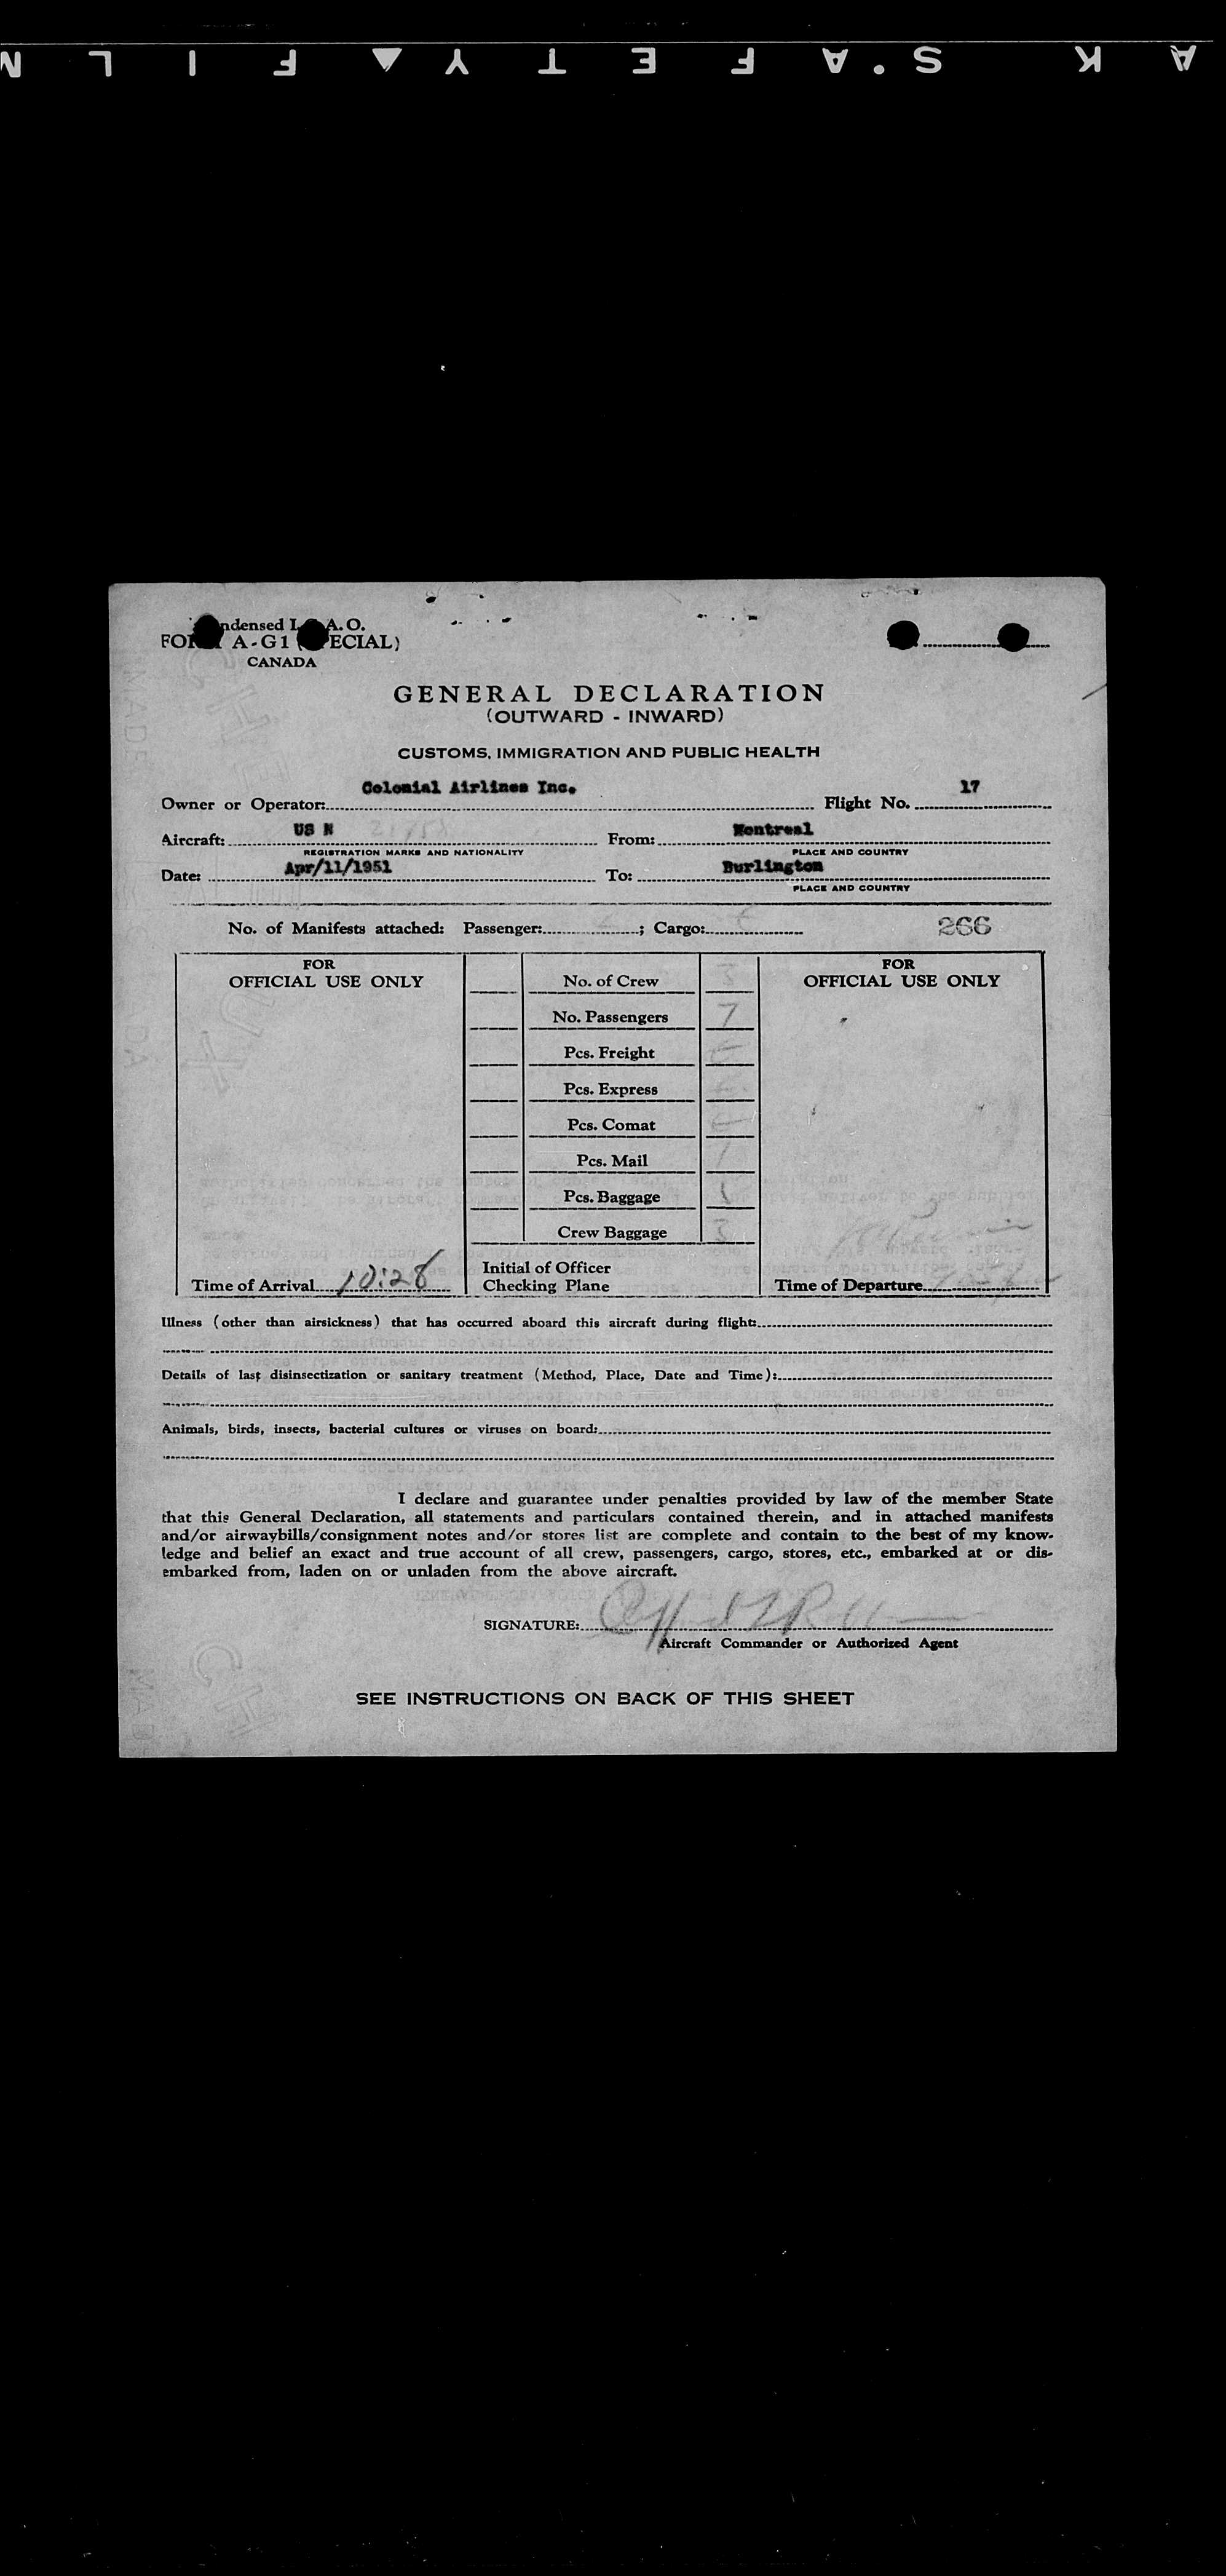 KODAK SAFETY FILM
Condensed I.C.A.O.
FORM A-G1 (SPECIAL)
CANADA
GENERAL DECLARATION
(OUTWARD - INWARD)
CUSTOMS, IMMIGRATION AND PUBLIC HEALTH
Owner or Operator: Colonial Airlines Inc. Flight No. 17
Aircraft: US N From: Montreal
REGISTRATION MARKS AND NATIONALITY PLACE AND COUNTRY
Date: Apr/11/1951 To: Burlington
PLACE AND COUNTRY
No. of Manifests attached: Passenger: ; Cargo: 266
FOR OFFICIAL USE ONLY
No. of Crew 3
No. Passengers 7
Pcs. Freight
Pcs. Express
Pcs. Comat
Pcs. Mail 1
Pcs. Baggage
Crew Baggage 3
Time of Arrival 10:28
Initial of Officer
Checking Plane
FOR
OFFICIAL USE ONLY
Time of Departure
Illness (other than airsickness) that has occurred aboard this aircraft during flight:
Details of last disinsectization or sanitary treatment (Method, Place, Date and Time):
Animals, birds, insects, bacterial cultures or viruses on board:
I declare and guarantee under penalties provided by law of the member State
that this General Declaration, all statements and particulars contained therein, and in attached manifests
and/or airwaybills/consignment notes and/or stores list are complete and contain to the best of my know-
ledge and belief an exact and true account of all crew, passengers, cargo, stores, etc., embarked at or dis-
embarked from, laden on or unladen from the above aircraft.
SIGNATURE:
Aircraft Commander or Authorized Agent
SEE INSTRUCTIONS ON BACK OF THIS SHEET